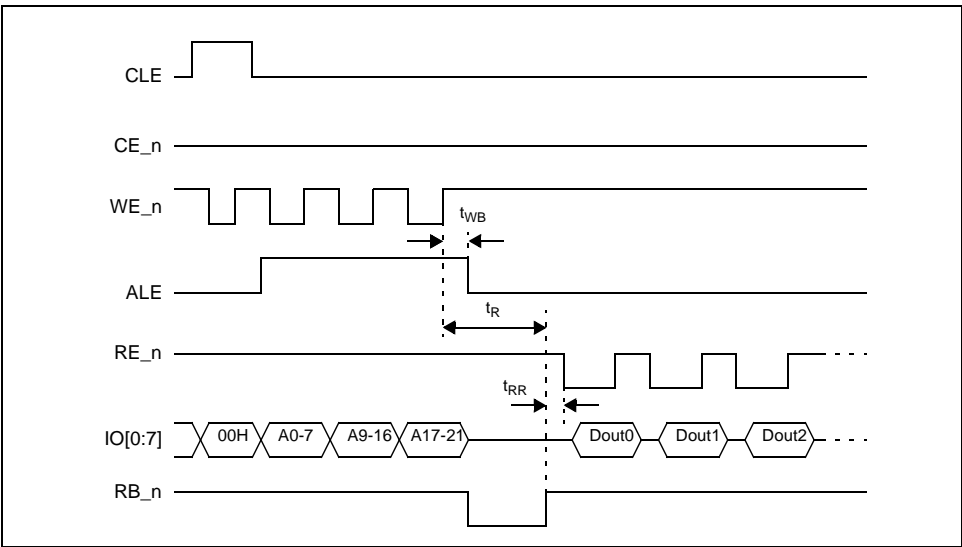 CLE
CE_n
WE_n
tWB
ALE
tR
RE_n
tRR
IO[0:7] 00H A0-7 A9-16 A17-21 Dout0 Dout1 Dout2
RB_n